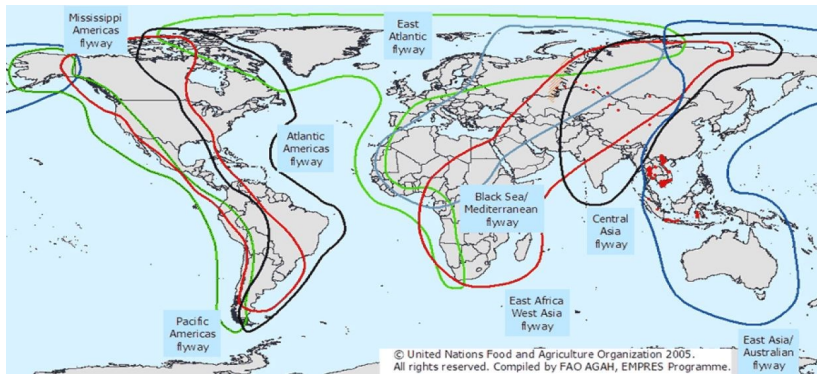 Mississippi
Americas
flyway
East
Atlantic
flyway
Atlantic
Americas
flyway
Black Sea/
Mediterranean
flyway
Central
Asia
flyway
East Africa
West Asia
flyway
Pacific
Americas
flyway
East Asia/
Australian
flyway
© United Nations Food and Agriculture Organization 2005.
All rights reserved. Compiled by FAO AGAH, EMPRES Programme.